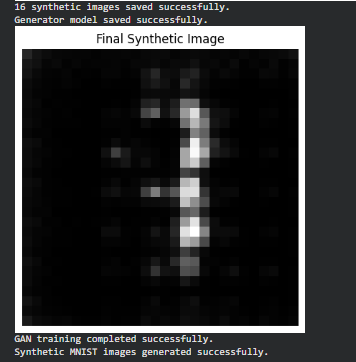 16 synthetic images saved successfully.
Generator model saved successfully.
Final Synthetic Image
GAN training completed successfully.
Synthetic MNIST images generated successfully.